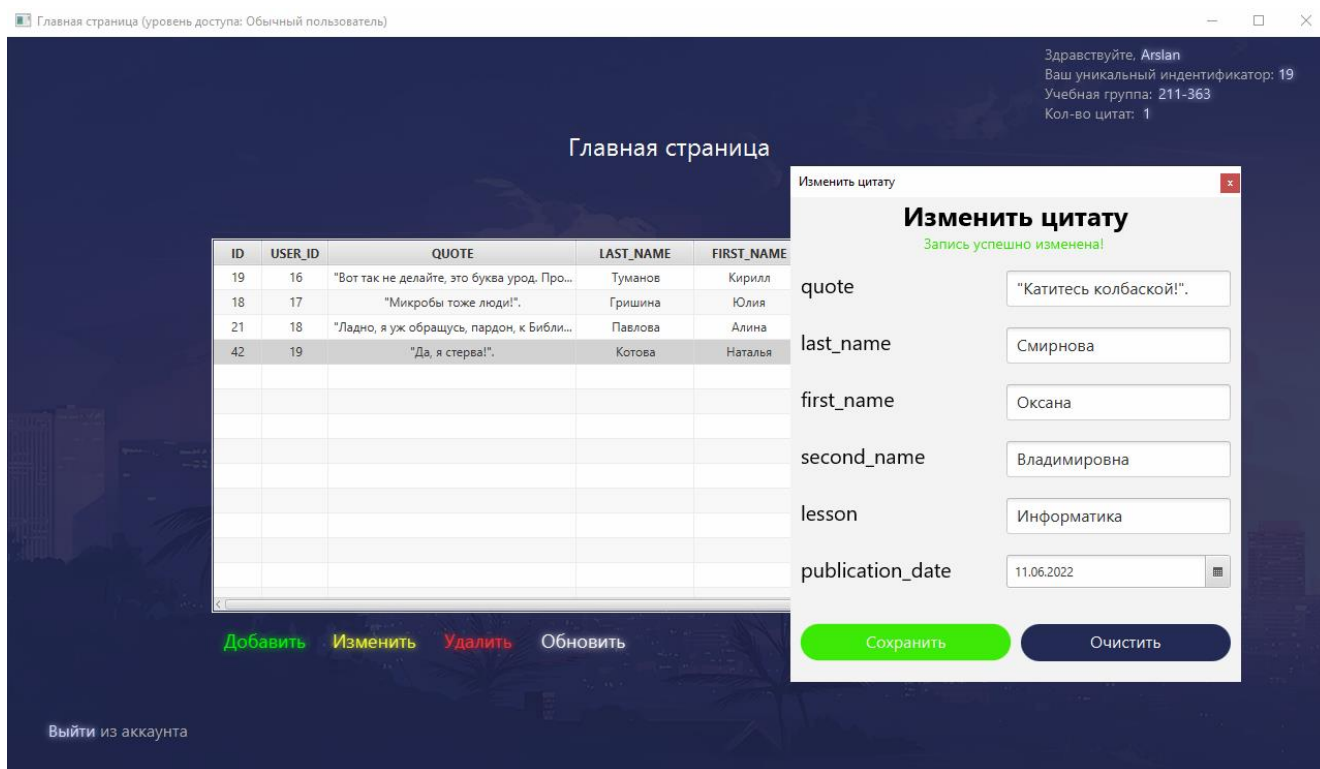 Главная страница (уровень доступа: Обычный пользователь)
Здравствуйте, Arslan
Ваш уникальный индентификатор: 19
Учебная группа: 211-363
Кол-во цитат: 1
Главная страница
ID USER_ID QUOTE LAST_NAME FIRST_NAME
19 16 "Вот так не делайте, это буква урод. Про... Туманов Кирилл
18 17 "Микробы тоже люди!". Гришина Юлия
21 18 "Ладно, я уж обращусь, пардон, к Библи... Павлова Алина
42 19 "Да, я стерва!". Котова Наталья
Добавить Изменить Удалить Обновить
Выйти из аккаунта
Изменить цитату
x
Изменить цитату
Запись успешно изменена!
quote "Катитесь колбаской!".
last_name Смирнова
first_name Оксана
second_name Владимировна
lesson Информатика
publication_date 11.06.2022
Сохранить Очистить